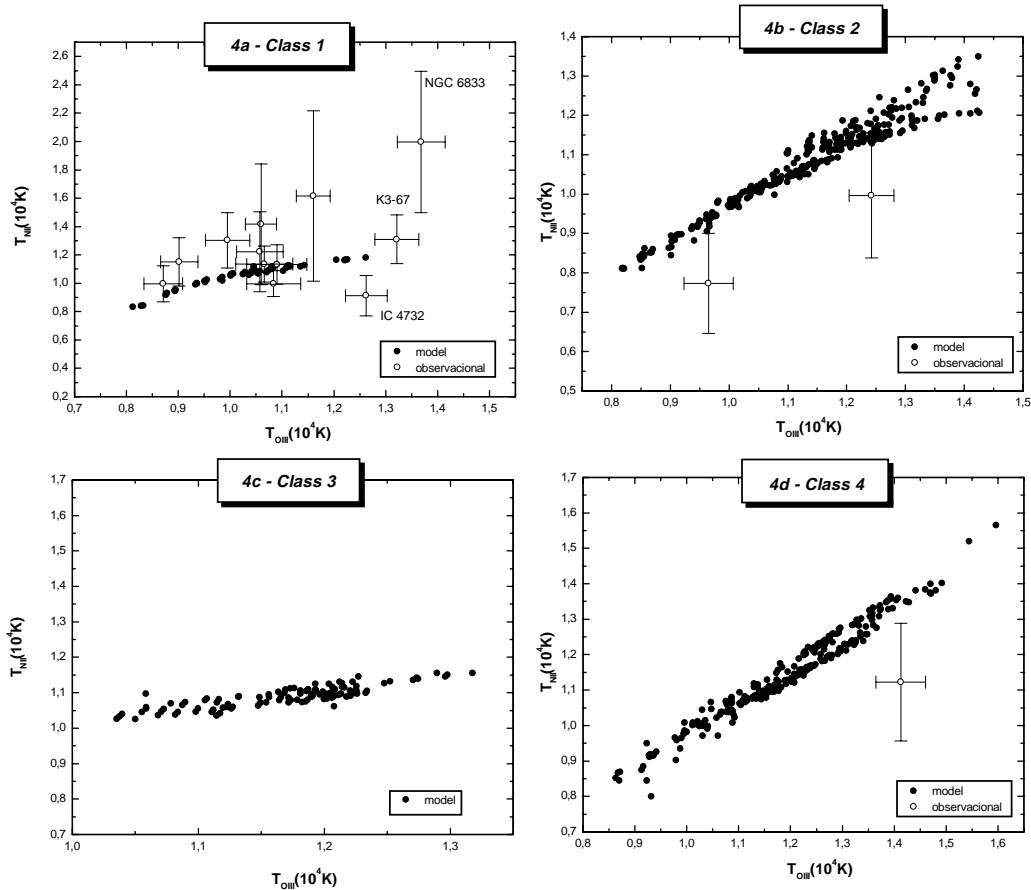 4a - Class 1
2,6
2,4
2,2
2,0
1,8
1,6
1,4
1,2
1,0
0,8
0,6
0,4
0,2
T_NII(10^4K)
NGC 6833
K3-67
IC 4732
model
observacional
0,7 0,8 0,9 1,0 1,1 1,2 1,3 1,4 1,5
T_OIII(10^4K)
4b - Class 2
1,4
1,3
1,2
1,1
1,0
0,9
0,8
0,7
0,6
0,5
T_NII(10^4K)
model
observacional
0,8 0,9 1,0 1,1 1,2 1,3 1,4 1,5
T_OIII(10^4K)
4c - Class 3
1,7
1,6
1,5
1,4
1,3
1,2
1,1
1,0
0,9
0,8
0,7
T_NII(10^4K)
model
1,0 1,1 1,2 1,3
T_OIII(10^4K)
4d - Class 4
1,7
1,6
1,5
1,4
1,3
1,2
1,1
1,0
0,9
0,8
0,7
T_NII(10^4K)
model
observacional
0,8 0,9 1,0 1,1 1,2 1,3 1,4 1,5 1,6
T_OIII(10^4K)